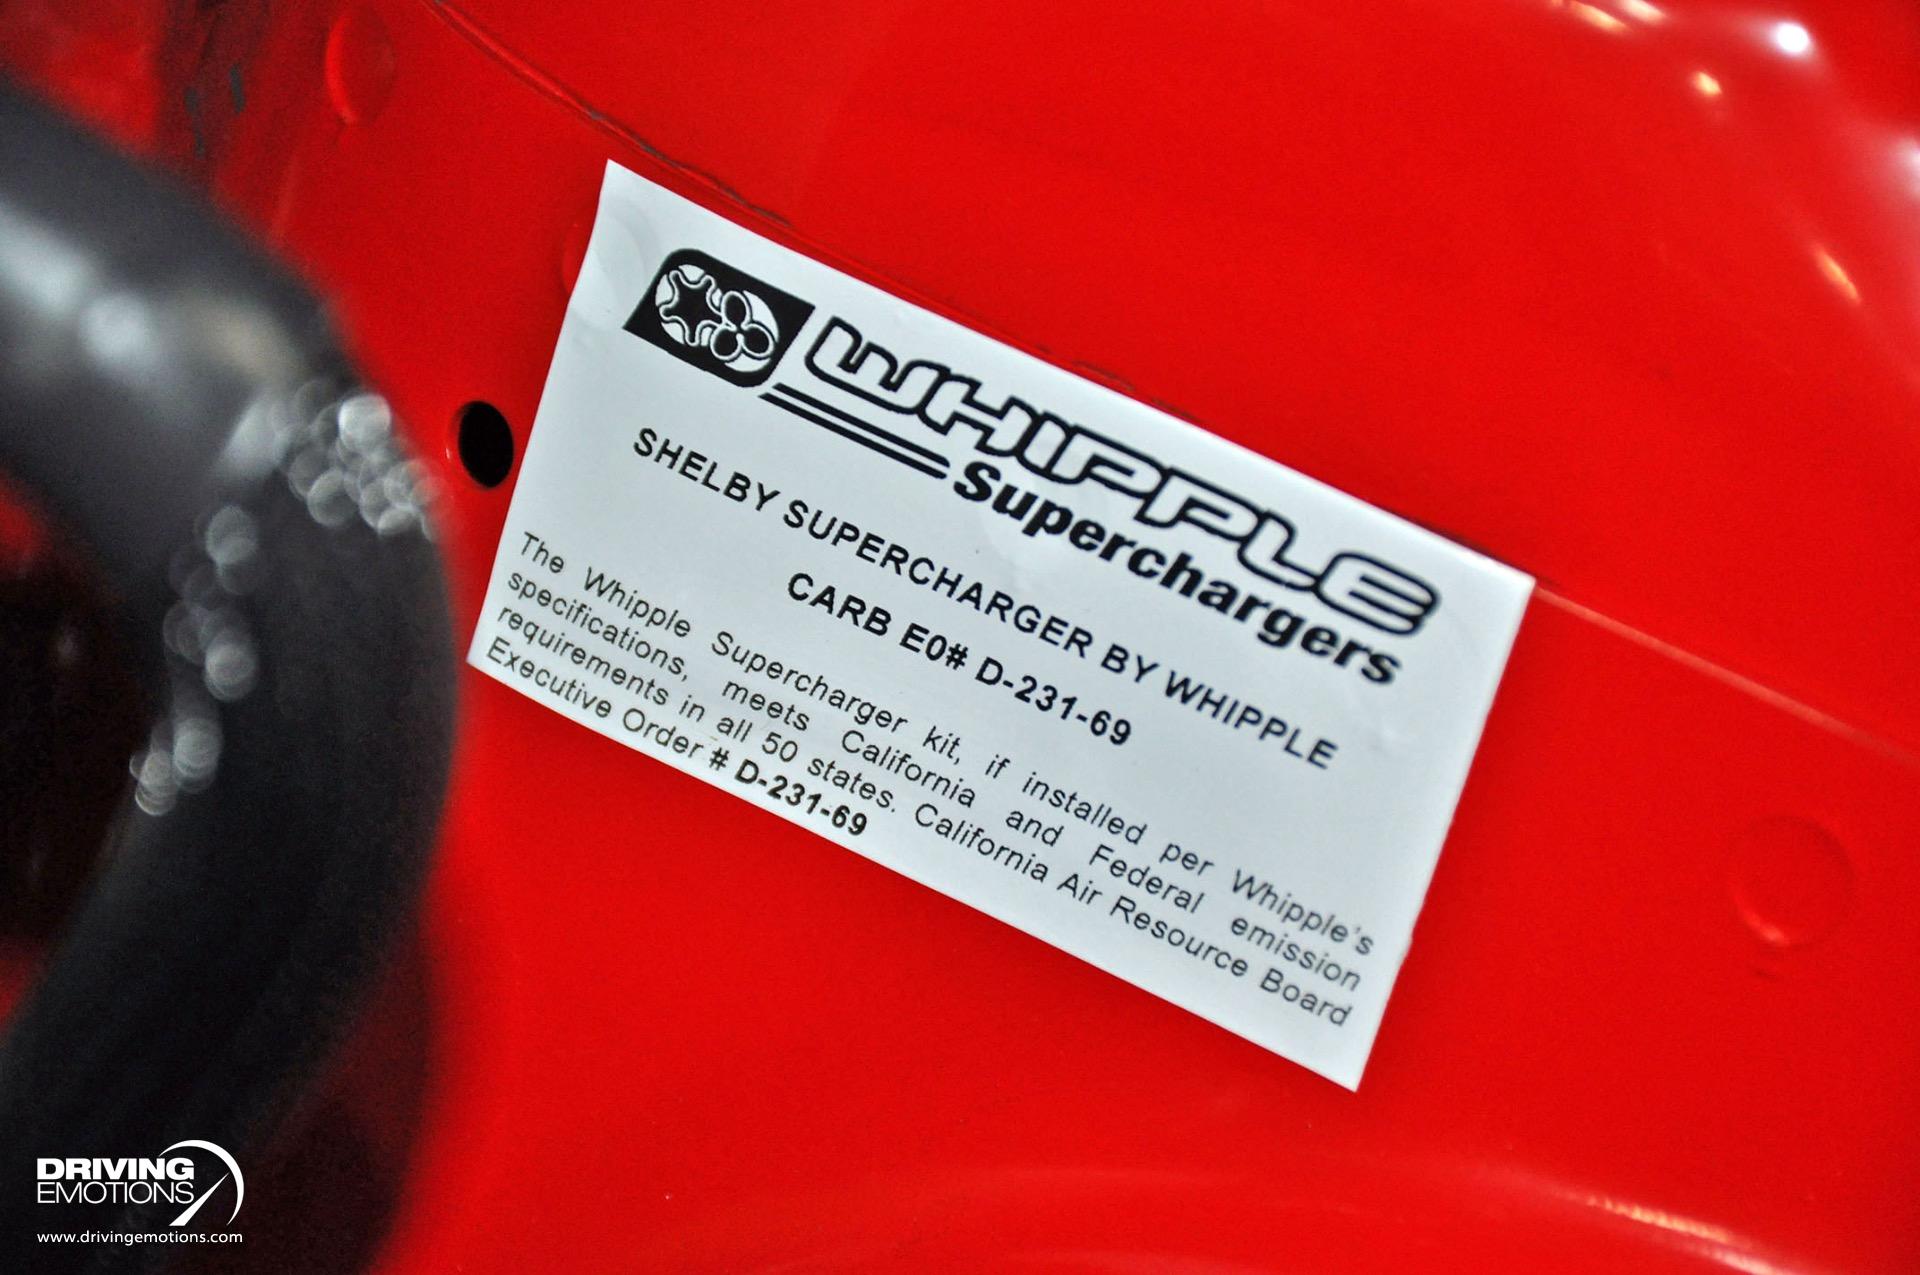 WHIPPLE
Superchargers
SHELBY SUPERCHARGER BY WHIPPLE
CARB E0# D-231-69
The Whipple Supercharger kit, if installed per Whipple's
specifications, meets California and Federal emission
requirements in all 50 states. California Air Resource Board
Executive Order # D-231-69
DRIVING
EMOTIONS
www.drivingemotions.com